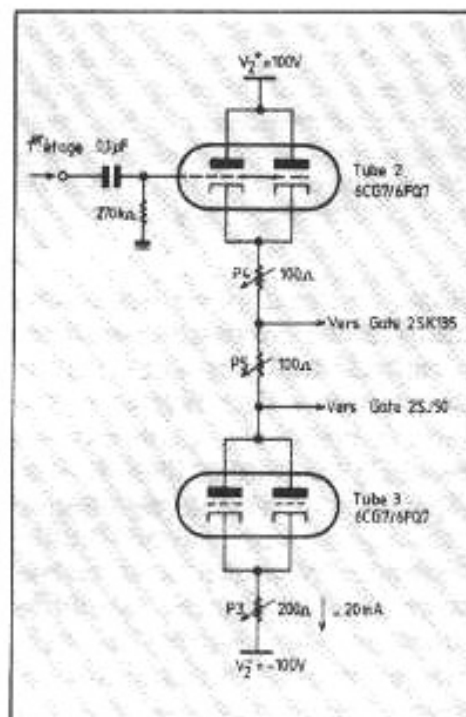 V2+=100V
1er étage 0,1µF
Tube 2
6CG7/6FQ7
270kΩ
P4 100Ω
Vers Gate 2SK135
P5 100Ω
Vers Gate 2SJ50
Tube 3
6CG7/6FQ7
P3 200Ω ≃20mA
V2-=-100V